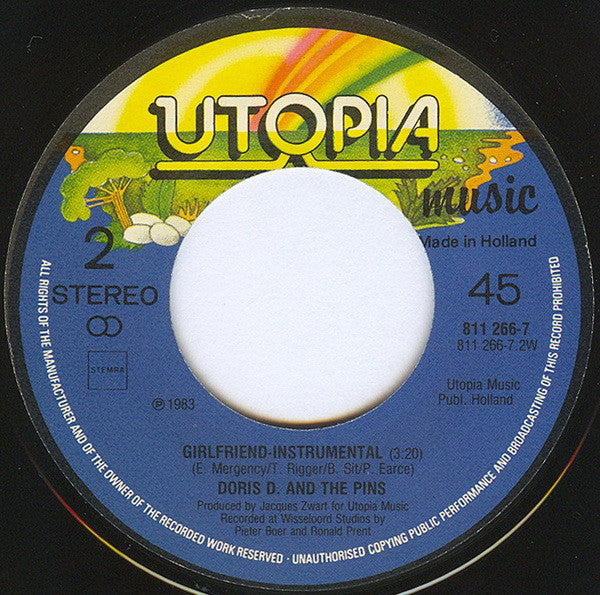 UTOPIA
music
Made in Holland
2
STEREO
45
811 266-7
811 266-7.2W
STEMRA
Utopia Music
Publ. Holland
℗ 1983
GIRLFRIEND-INSTRUMENTAL (3:20)
(E. Mergency/T. Rigger/B. Sit/P. Earce)
DORIS D. AND THE PINS
Produced by Jacques Zwart for Utopia Music
Recorded at Wisseloord Studios by
Pieter Boer and Ronald Prent
ALL RIGHTS OF THE MANUFACTURER AND OF THE OWNER OF THE RECORDED WORK RESERVED - UNAUTHORISED COPYING PUBLIC PERFORMANCE AND BROADCASTING OF THIS RECORD PROHIBITED